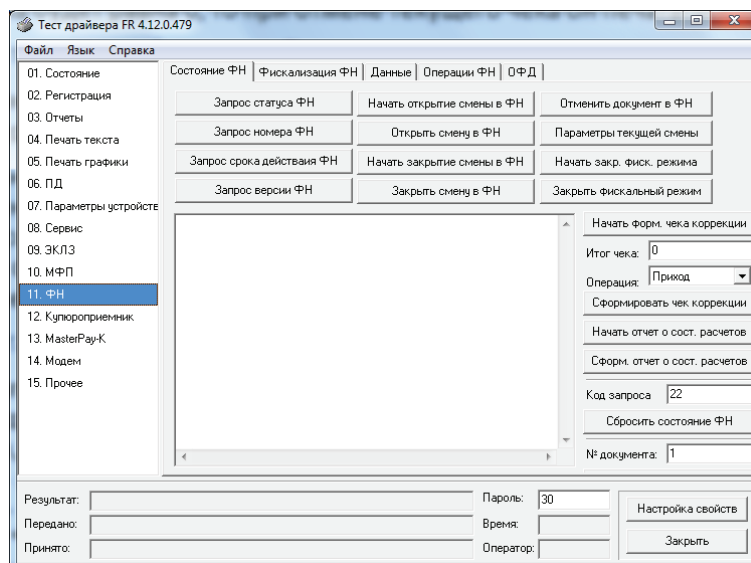 Тест драйвера FR 4.12.0.479
Файл Язык Справка
01. Состояние
02. Регистрация
03. Отчеты
04. Печать текста
05. Печать графики
06. ПД
07. Параметры устройств
08. Сервис
09. ЭКЛЗ
10. МФП
11. ФН
12. Купюроприемник
13. MasterPay-K
14. Модем
15. Прочее
Состояние ФН Фискализация ФН Данные Операции ФН ОФД
Запрос статуса ФН Начать открытие смены в ФН Отменить документ в ФН
Запрос номера ФН Открыть смену в ФН Параметры текущей смены
Запрос срока действаия ФН Начать закрытие смены в ФН Начать закр. фиск. режима
Запрос версии ФН Закрыть смену в ФН Закрыть фискальный режим
Начать форм. чека коррекции
Итог чека: 0
Операция: Приход
Сформировать чек коррекции
Начать отчет о сост. расчетов
Сформ. отчет о сост. расчетов
Код запроса 22
Сбросить состояние ФН
№ документа: 1
Результат: Пароль: 30
Передано: Время:
Принято: Оператор:
Настройка свойств
Закрыть